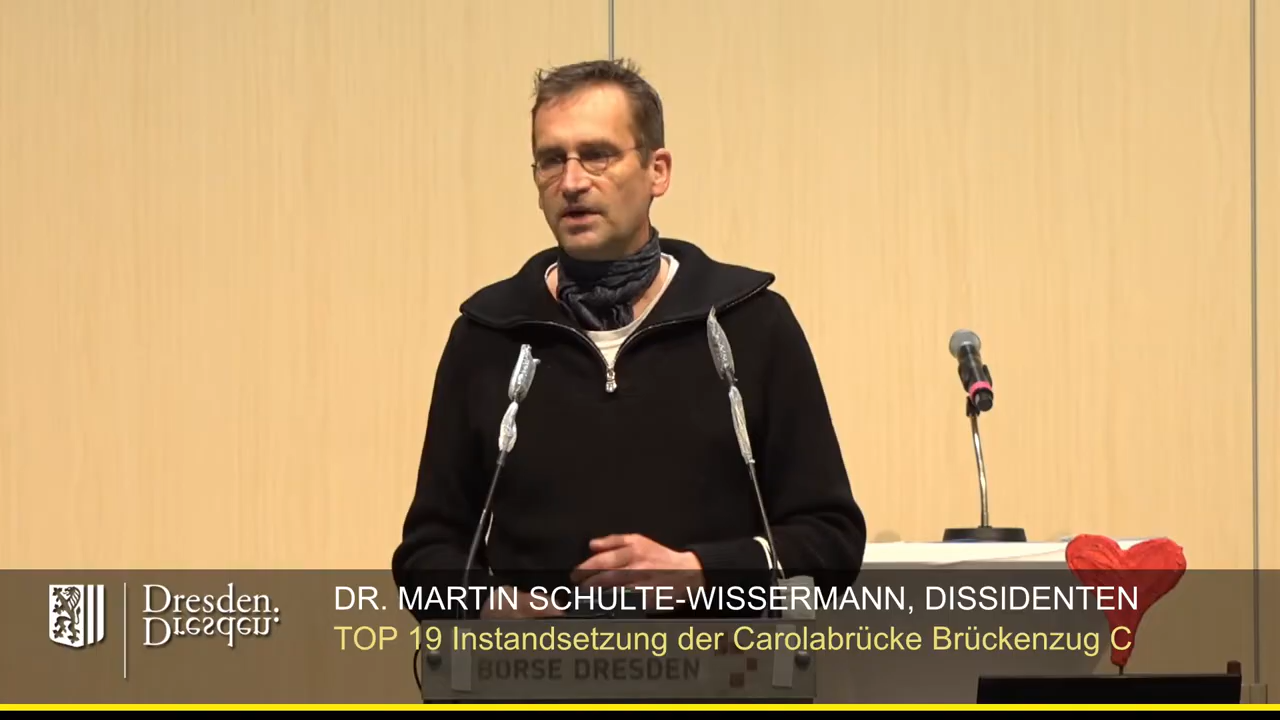 Dresden.
Dresden.
DR. MARTIN SCHULTE-WISSERMANN, DISSIDENTEN
TOP 19 Instandsetzung der Carolabrücke Brückenzug C
BÖRSE DRESDEN